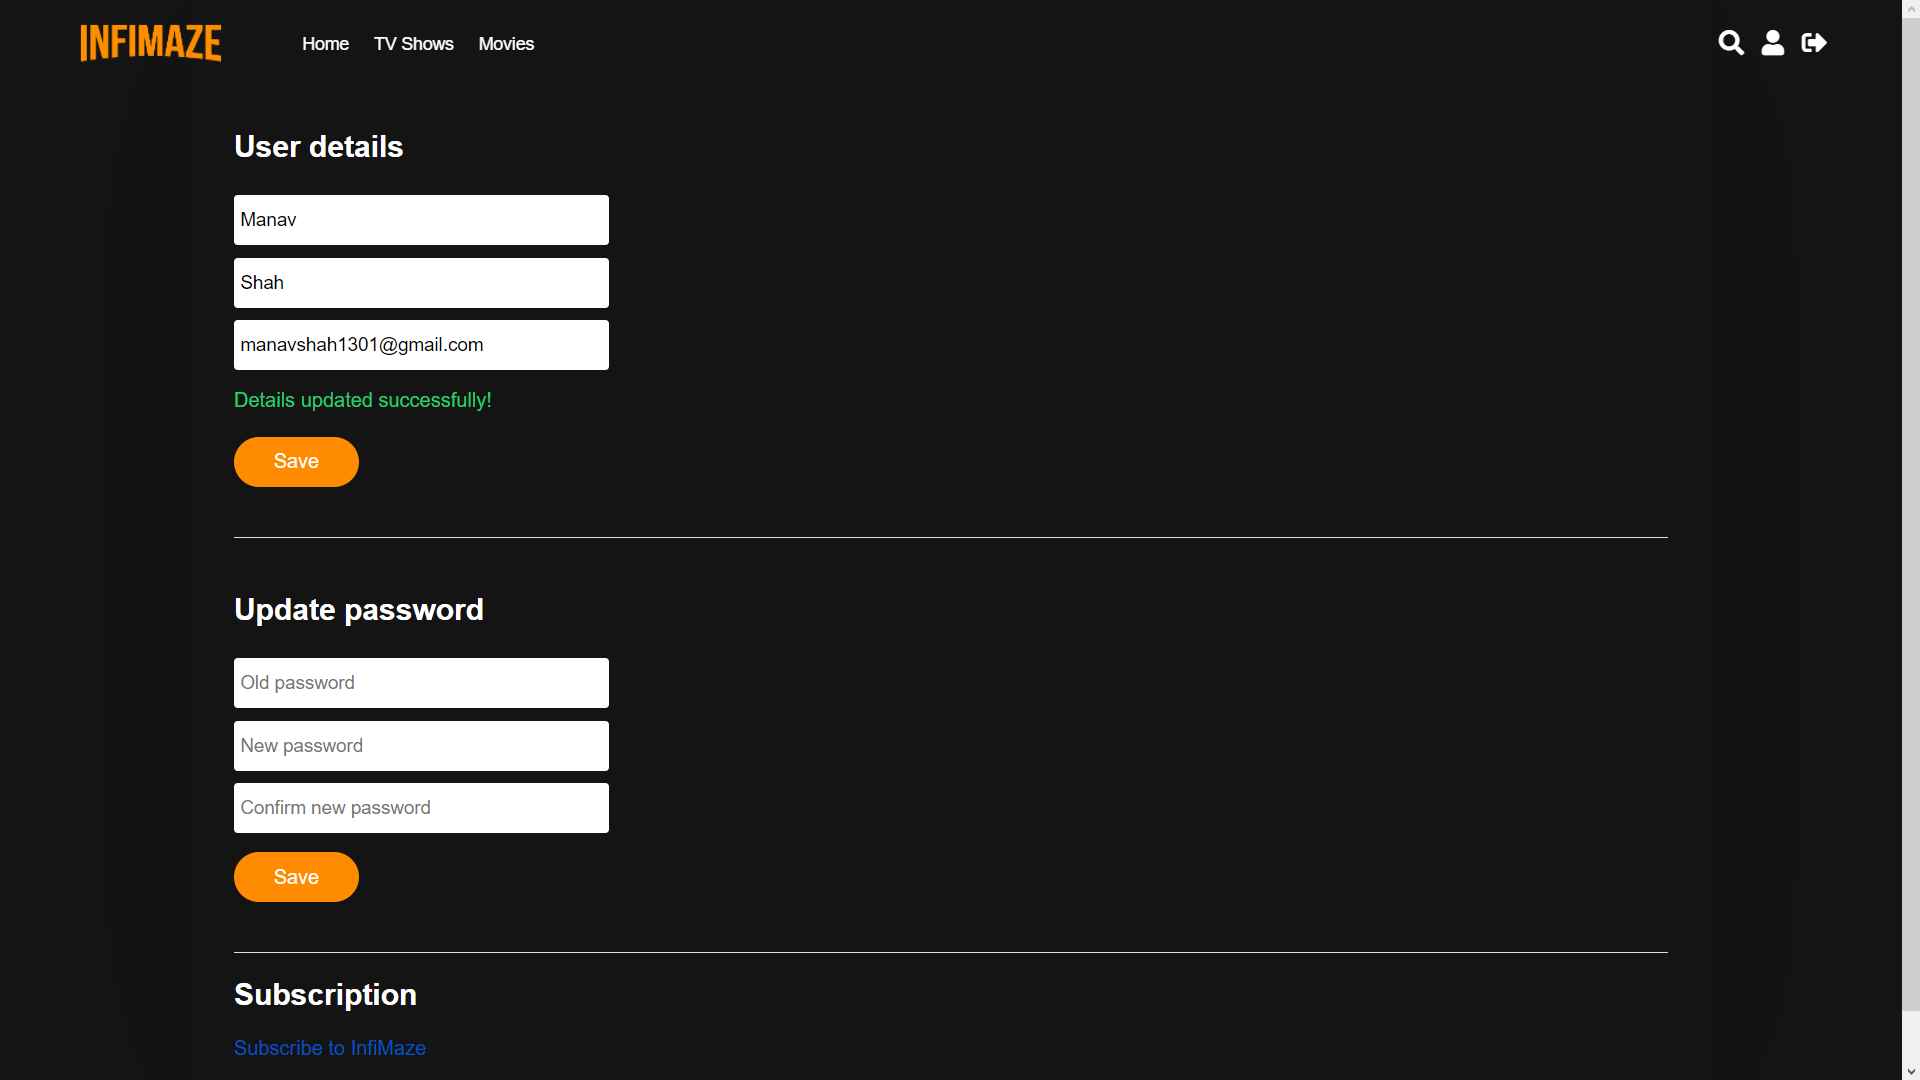 INFIMAZE Home TV Shows Movies
User details
Manav
Shah
manavshah1301@gmail.com
Details updated successfully!
Save
Update password
Old password
New password
Confirm new password
Save
Subscription
Subscribe to InfiMaze